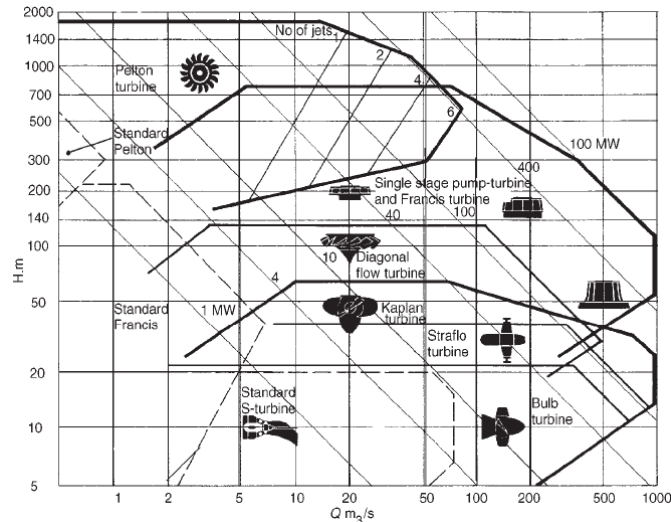 2000
1400
No of jets
1
2
1000
Pelton
turbine
4
700
6
500
Standard
Pelton
100 MW
300
400
Single stage pump-turbine
and Francis turbine
200
40
100
140
100
10
Diagonal
flow turbine
H.m
4
50
Standard
Francis
1 MW
Kaplan
turbine
Straflo
turbine
20
Standard
S-turbine
Bulb
turbine
10
5
1
2
5
10
20
50
100
200
500
1000
Q m3/s